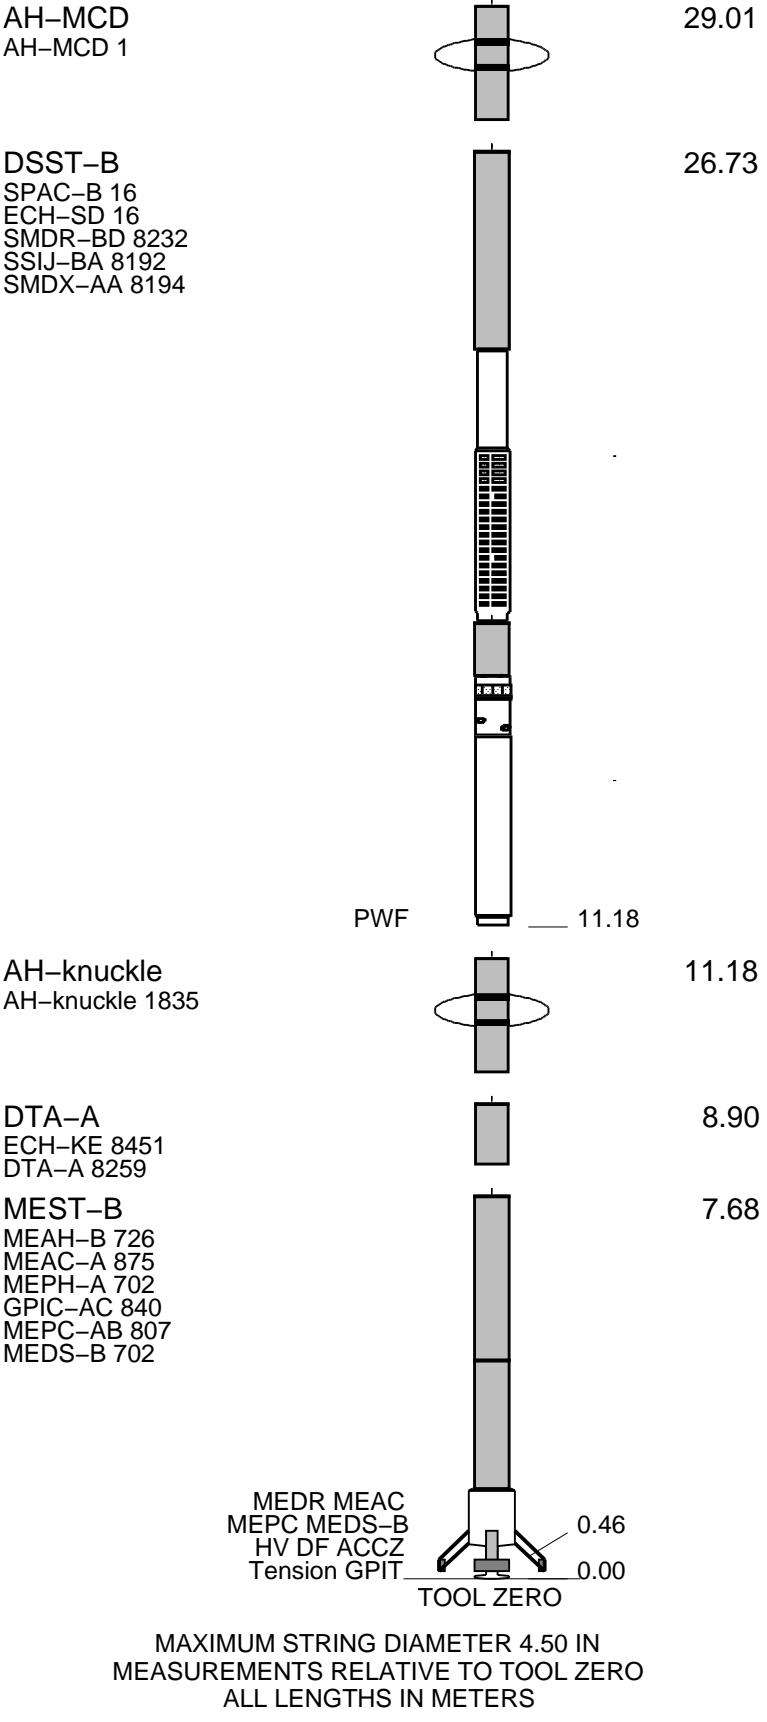 AH–MCD 29.01
AH–MCD 1
DSST–B 26.73
SPAC–B 16
ECH–SD 16
SMDR–BD 8232
SSIJ–BA 8192
SMDX–AA 8194
PWF 11.18
AH–knuckle 11.18
AH–knuckle 1835
DTA–A 8.90
ECH–KE 8451
DTA–A 8259
MEST–B 7.68
MEAH–B 726
MEAC–A 875
MEPH–A 702
GPIC–AC 840
MEPC–AB 807
MEDS–B 702
MEDR MEAC
MEPC MEDS–B 0.46
HV DF ACCZ
Tension GPIT 0.00
TOOL ZERO
MAXIMUM STRING DIAMETER 4.50 IN
MEASUREMENTS RELATIVE TO TOOL ZERO
ALL LENGTHS IN METERS